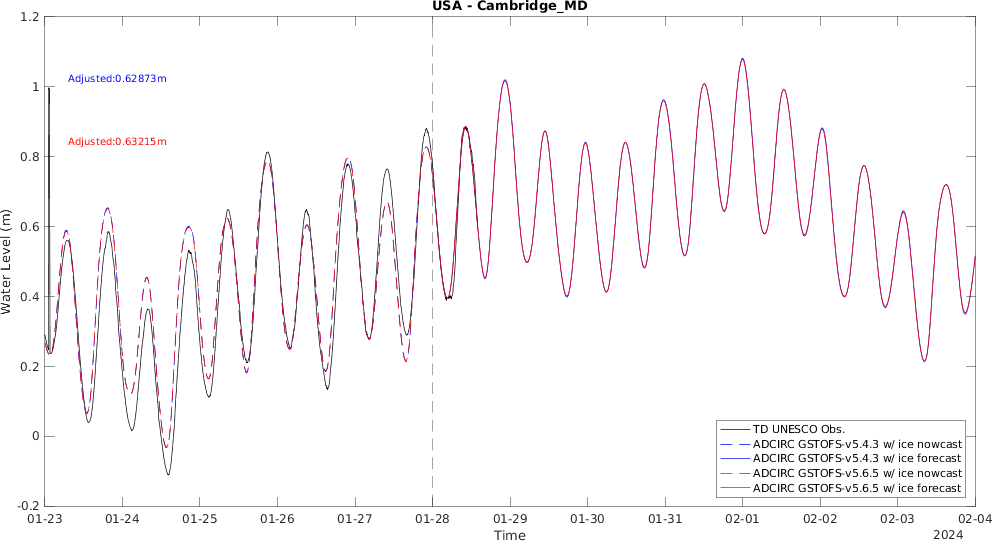 USA - Cambridge_MD
1.2
1
0.8
0.6
0.4
0.2
0
-0.2
Water Level (m)
Adjusted:0.62873m
Adjusted:0.63215m
TD UNESCO Obs.
ADCIRC GSTOFS-v5.4.3 w/ ice nowcast
ADCIRC GSTOFS-v5.4.3 w/ ice forecast
ADCIRC GSTOFS-v5.6.5 w/ ice nowcast
ADCIRC GSTOFS-v5.6.5 w/ ice forecast
01-23 01-24 01-25 01-26 01-27 01-28 01-29 01-30 01-31 02-01 02-02 02-03 02-04
Time
2024